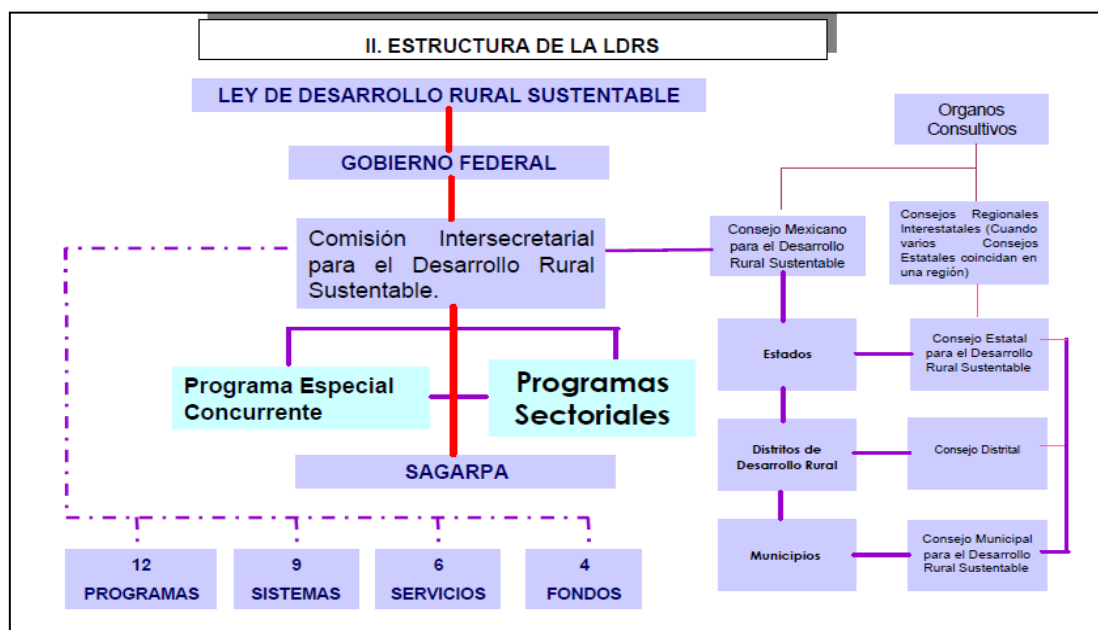 II. ESTRUCTURA DE LA LDRS
LEY DE DESARROLLO RURAL SUSTENTABLE
GOBIERNO FEDERAL
Comisión Intersecretarial
para el Desarrollo Rural
Sustentable.
Programa Especial
Concurrente
Programas
Sectoriales
SAGARPA
12
PROGRAMAS
9
SISTEMAS
6
SERVICIOS
4
FONDOS
Organos
Consultivos
Consejo Mexicano
para el Desarrollo
Rural Sustentable
Consejos Regionales
Interestatales (Cuando
varios Consejos
Estatales coincidan en
una región)
Estados
Consejo Estatal
para el Desarrollo
Rural Sustentable
Distritos de
Desarrollo Rural
Consejo Distrital
Municipios
Consejo Municipal
para el Desarrollo
Rural Sustentable